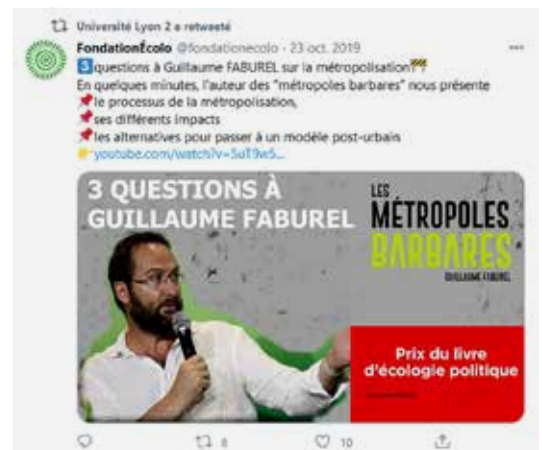 Université Lyon 2 a retweeté
FondationÉcolo @fondationecolo · 23 oct. 2019
3 questions à Guillaume FABUREL sur la métropolisation
En quelques minutes, l'auteur des "métropoles barbares" nous présente
le processus de la métropolisation,
ses différents impacts
les alternatives pour passer à un modèle post-urbain
youtube.com/watch?v=5uT9w5...
3 QUESTIONS À
GUILLAUME FABUREL
LES
MÉTROPOLES
BARBARES
GUILLAUME FABUREL
Prix du livre
d'écologie politique
8 10